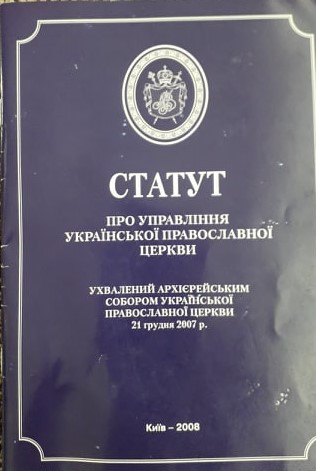 СТАТУТ
ПРО УПРАВЛІННЯ
УКРАЇНСЬКОЇ ПРАВОСЛАВНОЇ
ЦЕРКВИ
УХВАЛЕНИЙ АРХІЄРЕЙСЬКИМ
СОБОРОМ УКРАЇНСЬКОЇ
ПРАВОСЛАВНОЇ ЦЕРКВИ
21 грудня 2007 р.
Київ – 2008